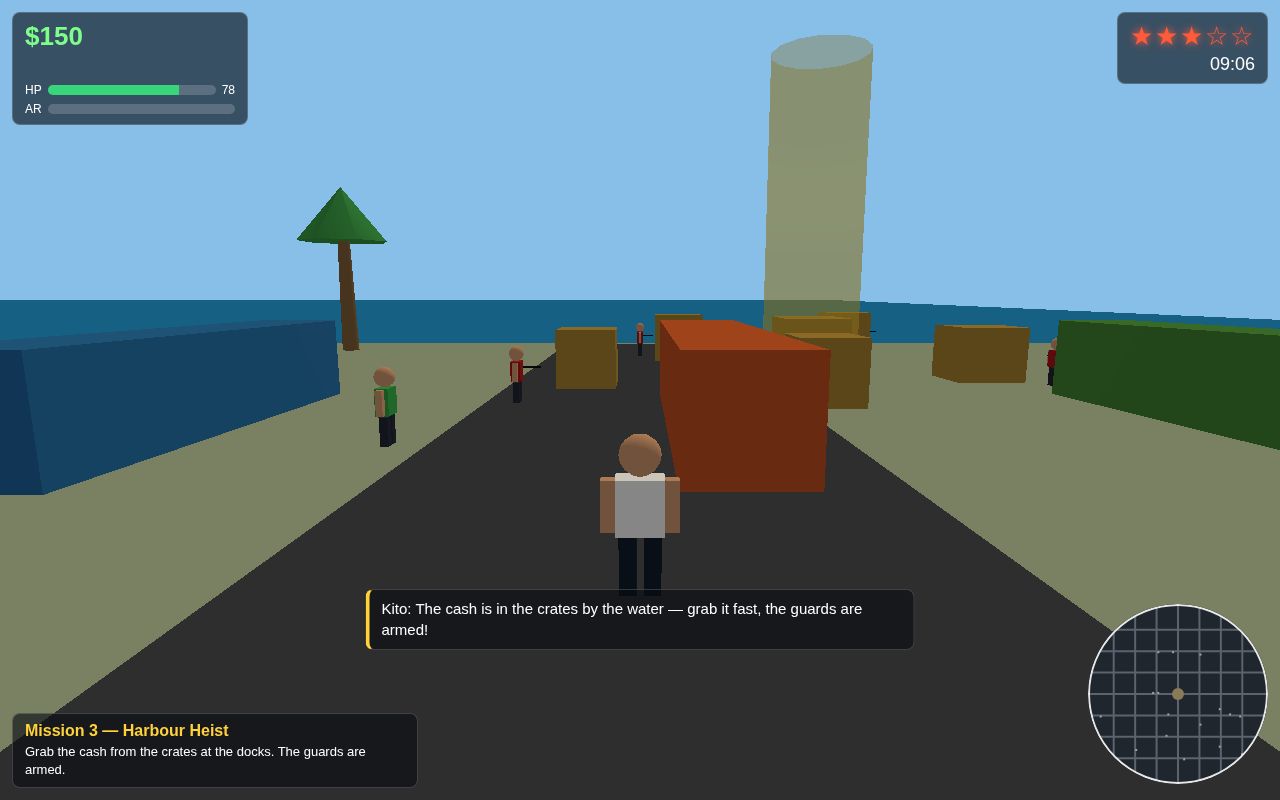 $150
★★★☆☆
HP 78
09:06
AR
Kito: The cash is in the crates by the water — grab it fast, the guards are
armed!
Mission 3 — Harbour Heist
Grab the cash from the crates at the docks. The guards are
armed.